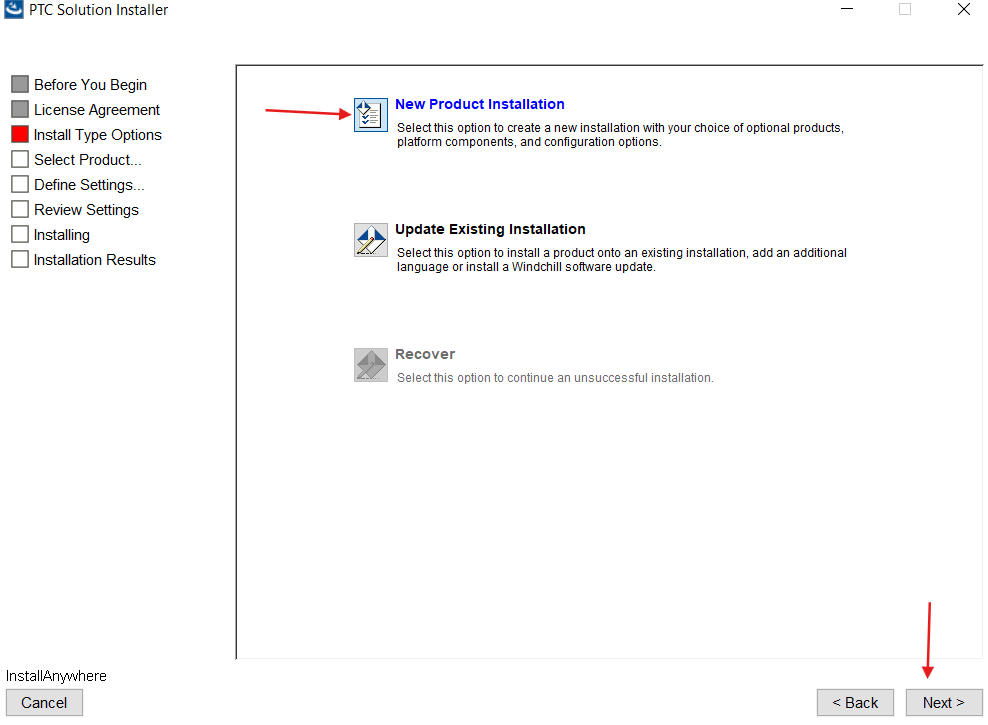 PTC Solution Installer
Before You Begin
License Agreement
Install Type Options
Select Product...
Define Settings...
Review Settings
Installing
Installation Results
New Product Installation
Select this option to create a new installation with your choice of optional products,
platform components, and configuration options.
Update Existing Installation
Select this option to install a product onto an existing installation, add an additional
language or install a Windchill software update.
Recover
Select this option to continue an unsuccessful installation.
InstallAnywhere
Cancel
< Back
Next >